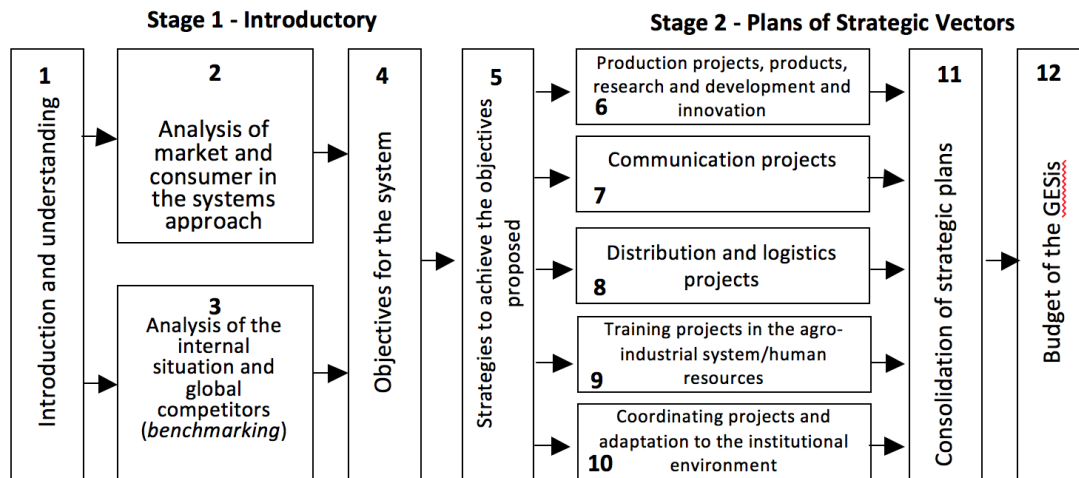 Stage 1 - Introductory
Stage 2 - Plans of Strategic Vectors
1
Introduction and understanding
2
Analysis of
market and
consumer in
the systems
approach
3
Analysis of the
internal
situation and
global
competitors
(benchmarking)
4
Objectives for the system
5
Strategies to achieve the objectives
proposed
Production projects, products,
research and development and
6 innovation
Communication projects
7
Distribution and logistics
8 projects
Training projects in the agro-
industrial system/human
9 resources
Coordinating projects and
adaptation to the institutional
10 environment
11
Consolidation of strategic plans
12
Budget of the GESis